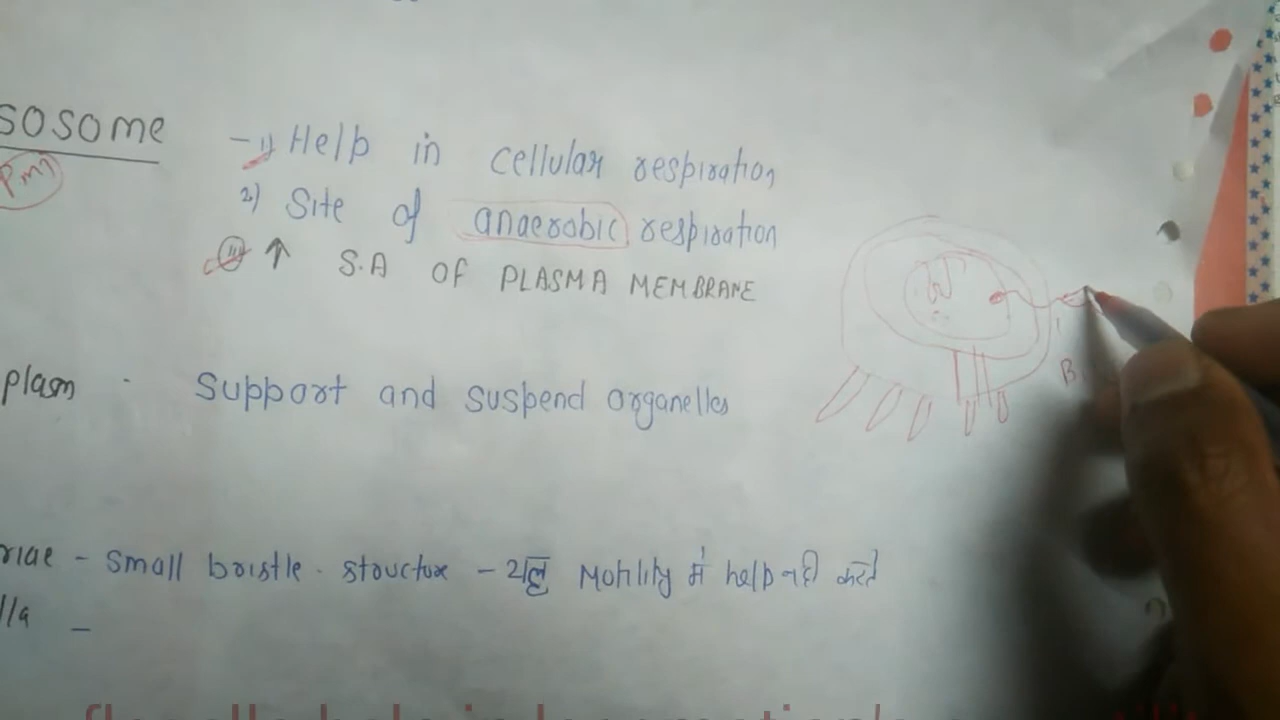 SOSOME
- 1) Help in cellular respiration
PM)
2) Site of anaerobic respiration
(III) ↑ S.A OF PLASMA MEMBRANE
plasm . Support and suspend organelles
B
riae - Small bristle. structure - यह Motility में help नही करते
lla -